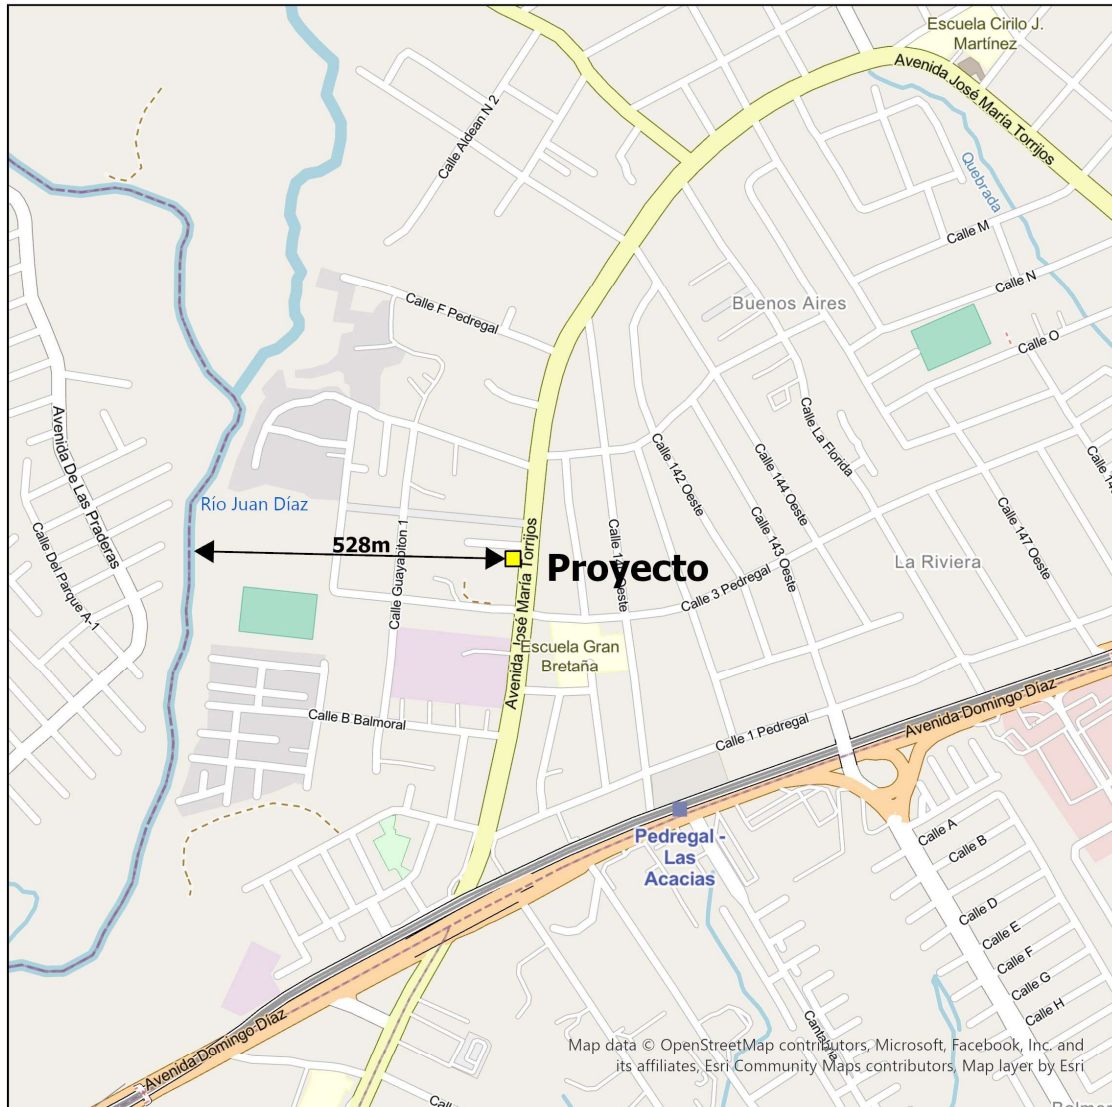 Escuela Cirilo J.
Martínez
Avenida José María Torrijos
Calle Aldean N 2
Quebrada
Calle M
Calle N
Calle F Pedregal
Buenos Aires
Calle O
Avenida De Las Praderas
Calle La Florida
Calle 142 Oeste
Calle 144 Oeste
Río Juan Díaz
Calle 143 Oeste
Calle 147 Oeste
Calle Del Parque A-1
528m
Calle Guayabiton 1
Avenida José María Torrijos
Proyecto
La Riviera
Calle 3 Pedregal
Escuela Gran
Bretaña
Calle B Balmoral
Calle 1 Pedregal
Avenida Domingo Díaz
Pedregal -
Las
Acacias
Calle A
Calle B
Calle D
Calle E
Calle F
Calle G
Calle H
Avenida Domingo Díaz
Map data © OpenStreetMap contributors, Microsoft, Facebook, Inc. and
its affiliates, Esri Community Maps contributors, Map layer by Esri